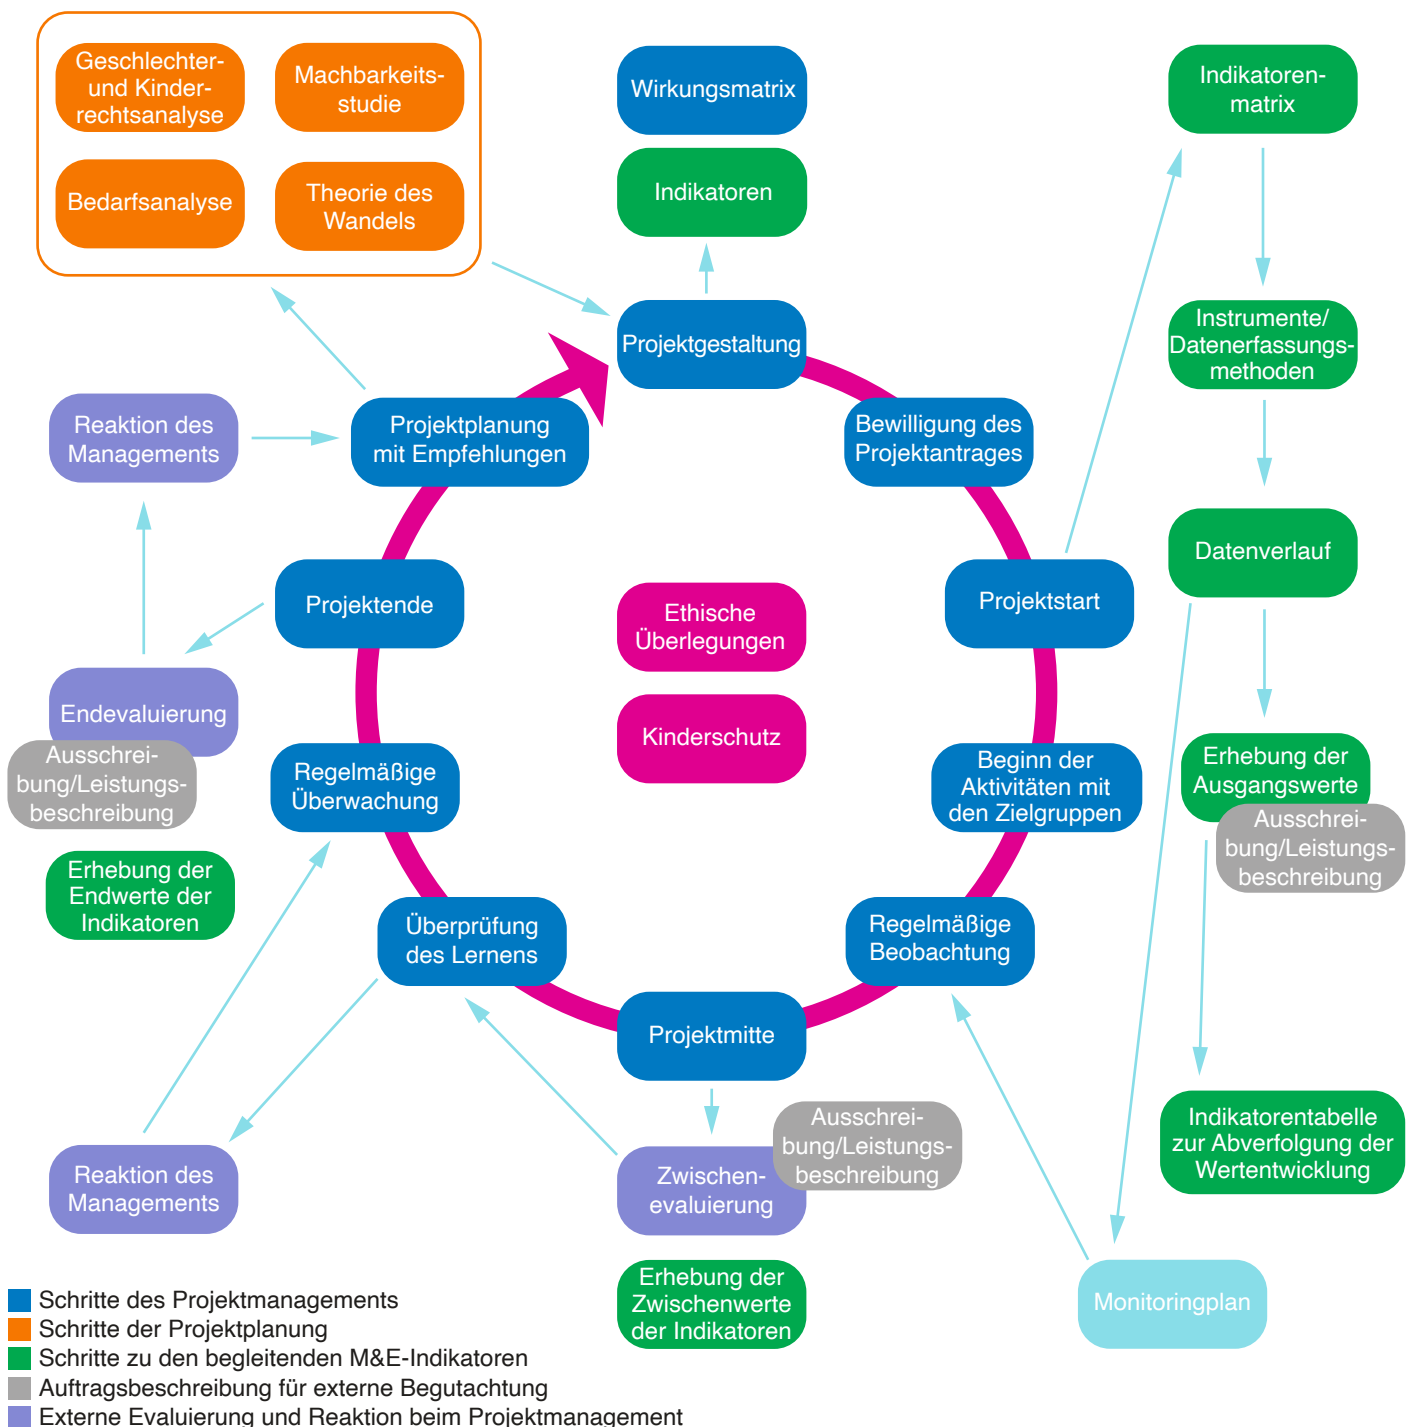 Geschlechter-
und Kinder-
rechtsanalyse
Machbarkeits-
studie
Bedarfsanalyse
Theorie des
Wandels
Wirkungsmatrix
Indikatoren
Indikatoren-
matrix
Projektgestaltung
Instrumente/
Datenerfassungs-
methoden
Reaktion des
Managements
Projektplanung
mit Empfehlungen
Bewilligung des
Projektantrages
Datenverlauf
Projektende
Ethische
Überlegungen
Projektstart
Endevaluierung
Ausschrei-
bung/Leistungs-
beschreibung
Kinderschutz
Regelmäßige
Überwachung
Beginn der
Aktivitäten mit
den Zielgruppen
Erhebung der
Ausgangswerte
Ausschrei-
bung/Leistungs-
beschreibung
Erhebung der
Endwerte der
Indikatoren
Überprüfung
des Lernens
Regelmäßige
Beobachtung
Projektmitte
Ausschrei-
bung/Leistungs-
beschreibung
Indikatorentabelle
zur Abverfolgung der
Wertentwicklung
Reaktion des
Managements
Zwischen-
evaluierung
Erhebung der
Zwischenwerte
der Indikatoren
Monitoringplan
Schritte des Projektmanagements
Schritte der Projektplanung
Schritte zu den begleitenden M&E-Indikatoren
Auftragsbeschreibung für externe Begutachtung
Externe Evaluierung und Reaktion beim Projektmanagement